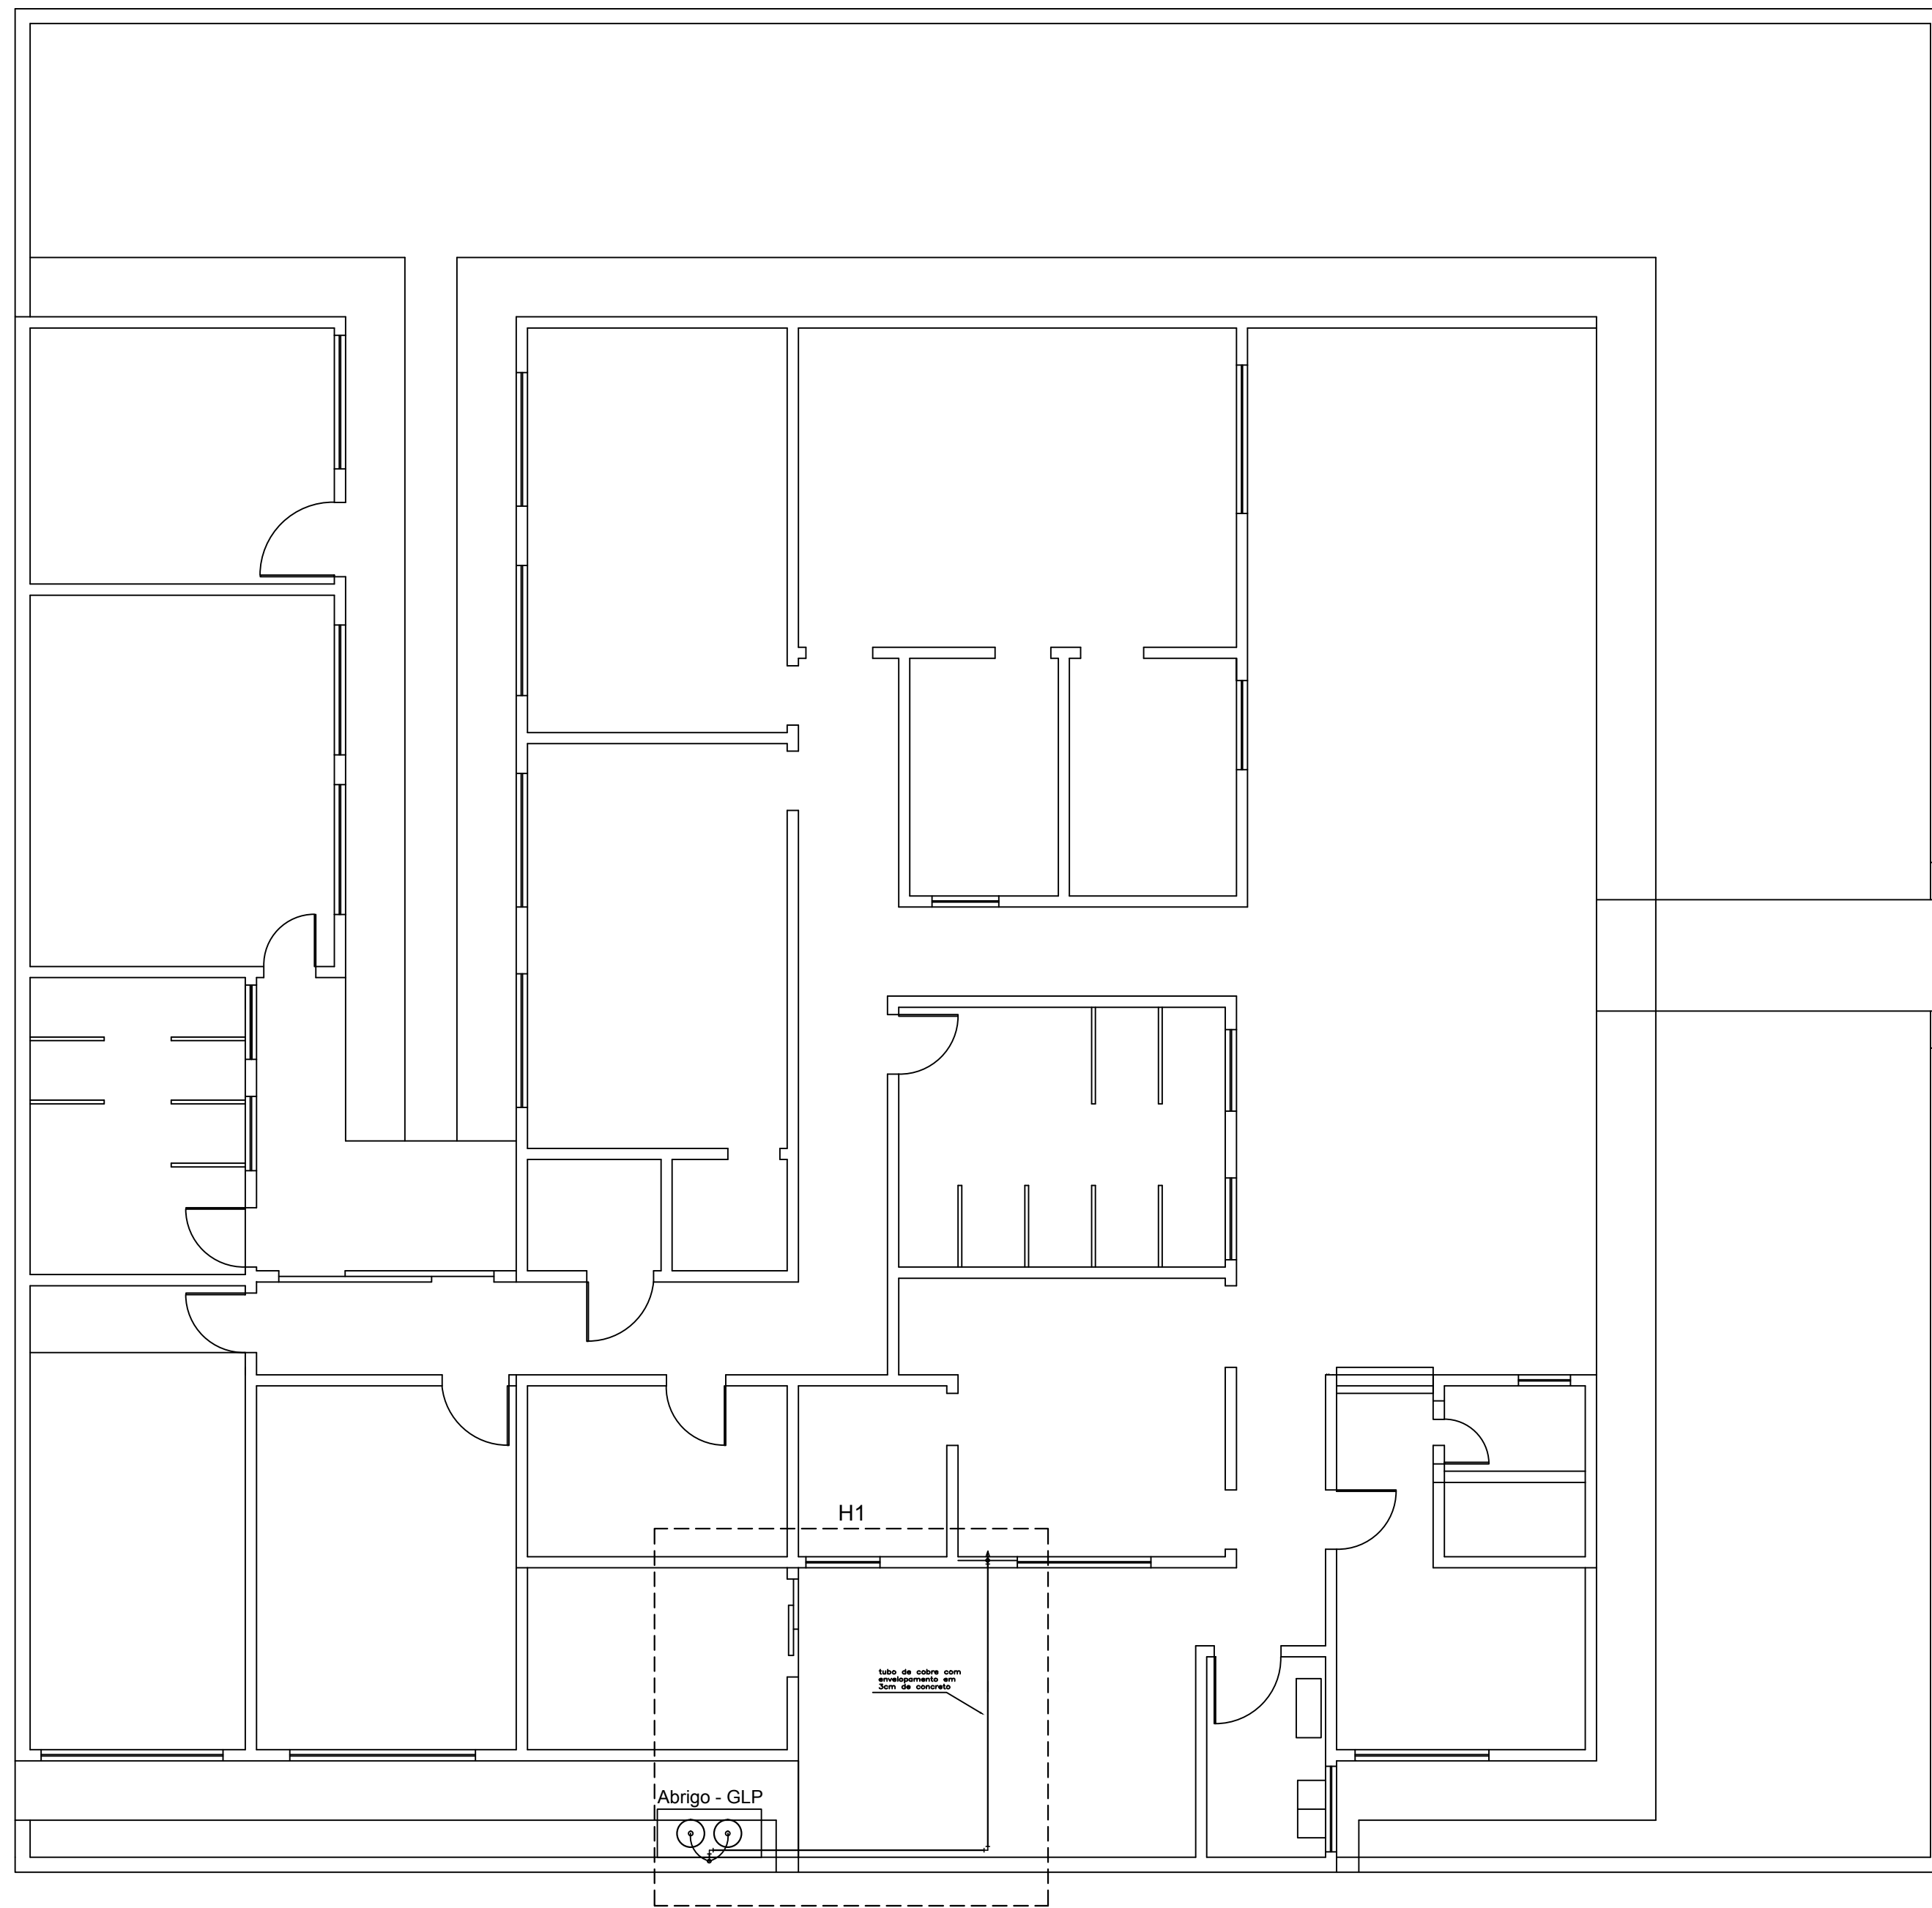 H1
tubo de cobre com
envelopamento em
3cm de concreto
Abrigo - GLP